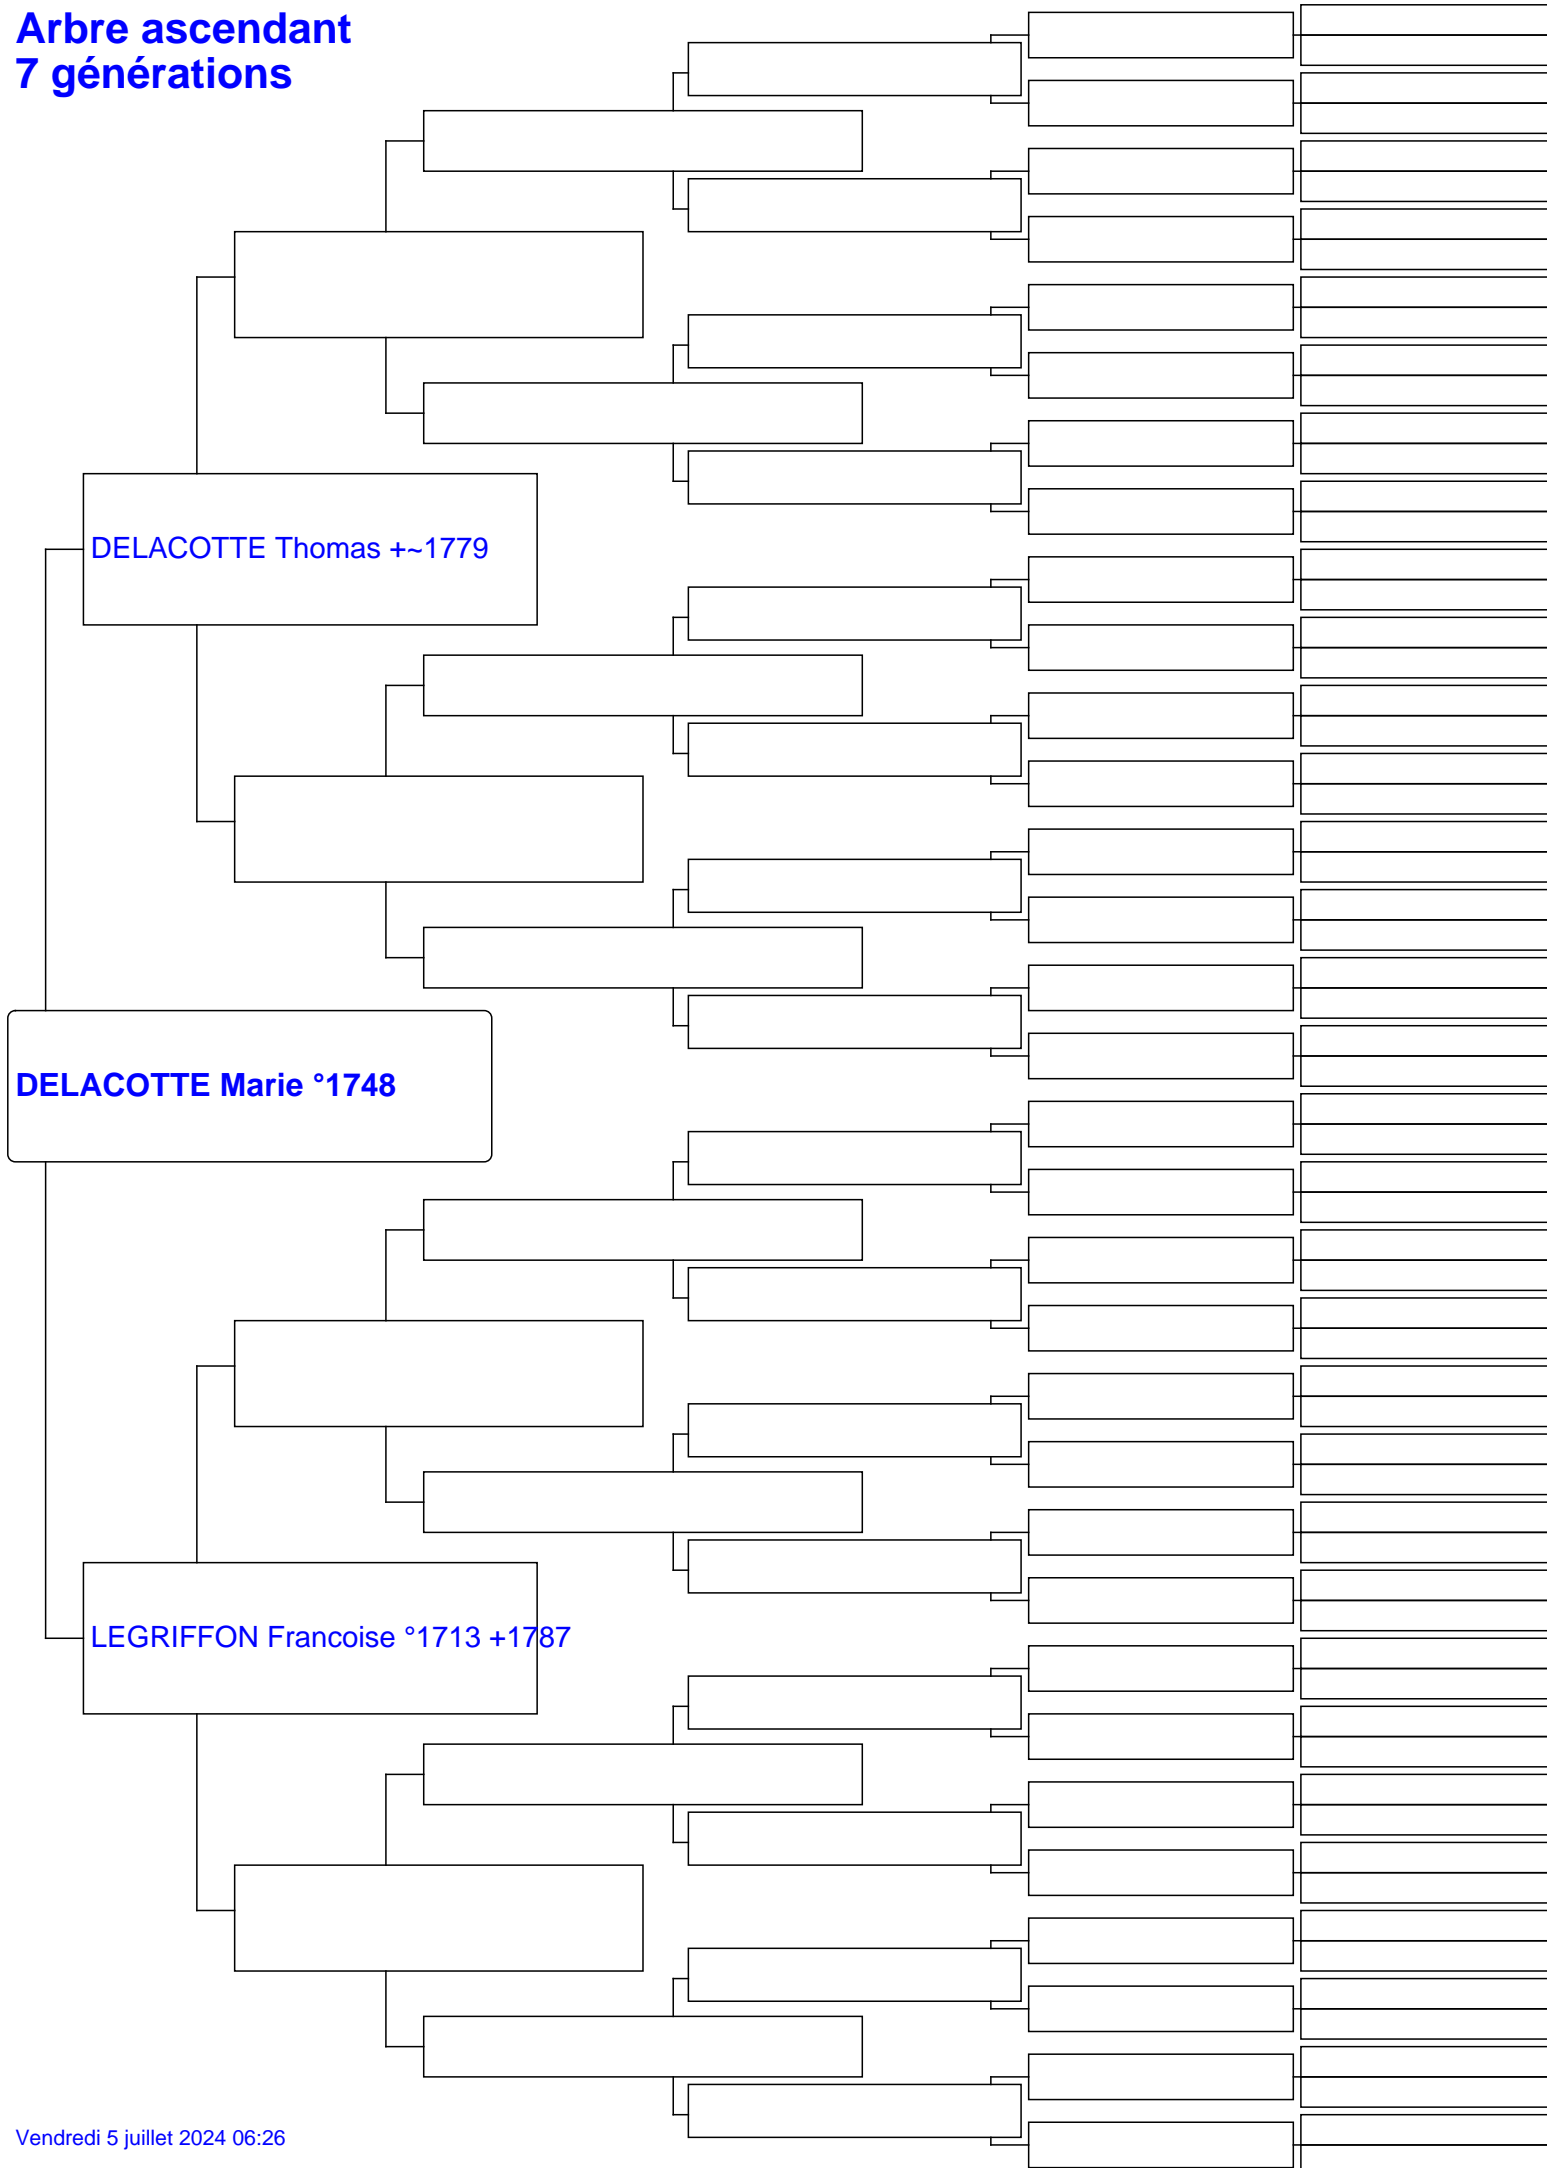 Arbre ascendant
7 générations
DELACOTTE Thomas +~1779
DELACOTTE Marie °1748
LEGRIFFON Francoise °1713 +1787
Vendredi 5 juillet 2024 06:26